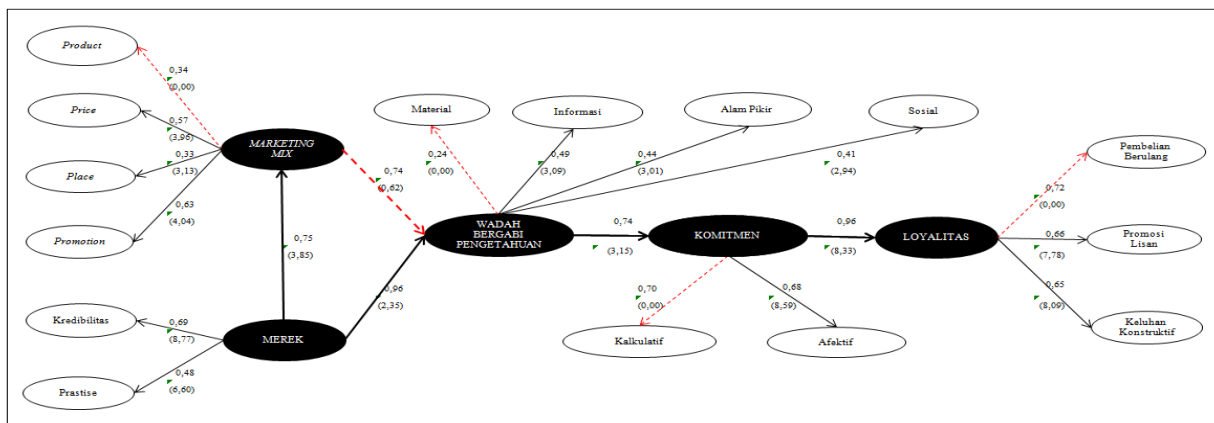 Product
0,34
(0,00)
Price
0,57
(3,96)
Place
0,33
(3,13)
Promotion
0,63
(4,04)
MARKETING
MIX
0,75
(3,85)
Kredibilitas
0,69
(8,77)
Prastise
0,48
(6,60)
MEREK
0,74
(0,62)
0,96
(2,35)
Material
0,24
(0,00)
Informasi
0,49
(3,09)
Alam Pikir
0,44
(3,01)
Sosial
0,41
(2,94)
WADAH
BERGABI
PENGETAHUAN
0,74
(3,15)
KOMITMEN
0,70
(0,00)
Kalkulatif
0,68
(8,59)
Afektif
0,96
(8,33)
LOYALITAS
Pembelian
Berulang
0,72
(0,00)
0,66
(7,78)
Promosi
Lisan
0,65
(8,09)
Keluhan
Konstruktif